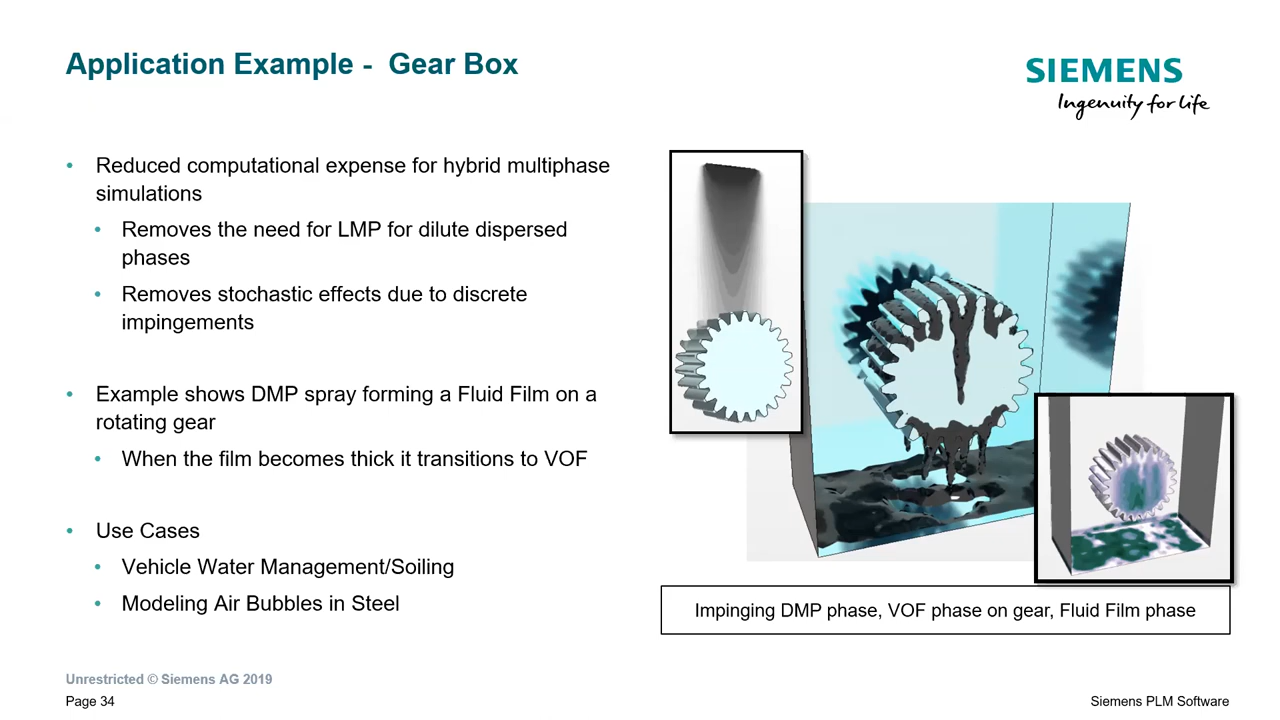 Application Example -  Gear Box
SIEMENS
Ingenuity for life
• Reduced computational expense for hybrid multiphase
simulations
• Removes the need for LMP for dilute dispersed
phases
• Removes stochastic effects due to discrete
impingements
• Example shows DMP spray forming a Fluid Film on a
rotating gear
• When the film becomes thick it transitions to VOF
• Use Cases
• Vehicle Water Management/Soiling
• Modeling Air Bubbles in Steel
Impinging DMP phase, VOF phase on gear, Fluid Film phase
Unrestricted © Siemens AG 2019
Page 34
Siemens PLM Software